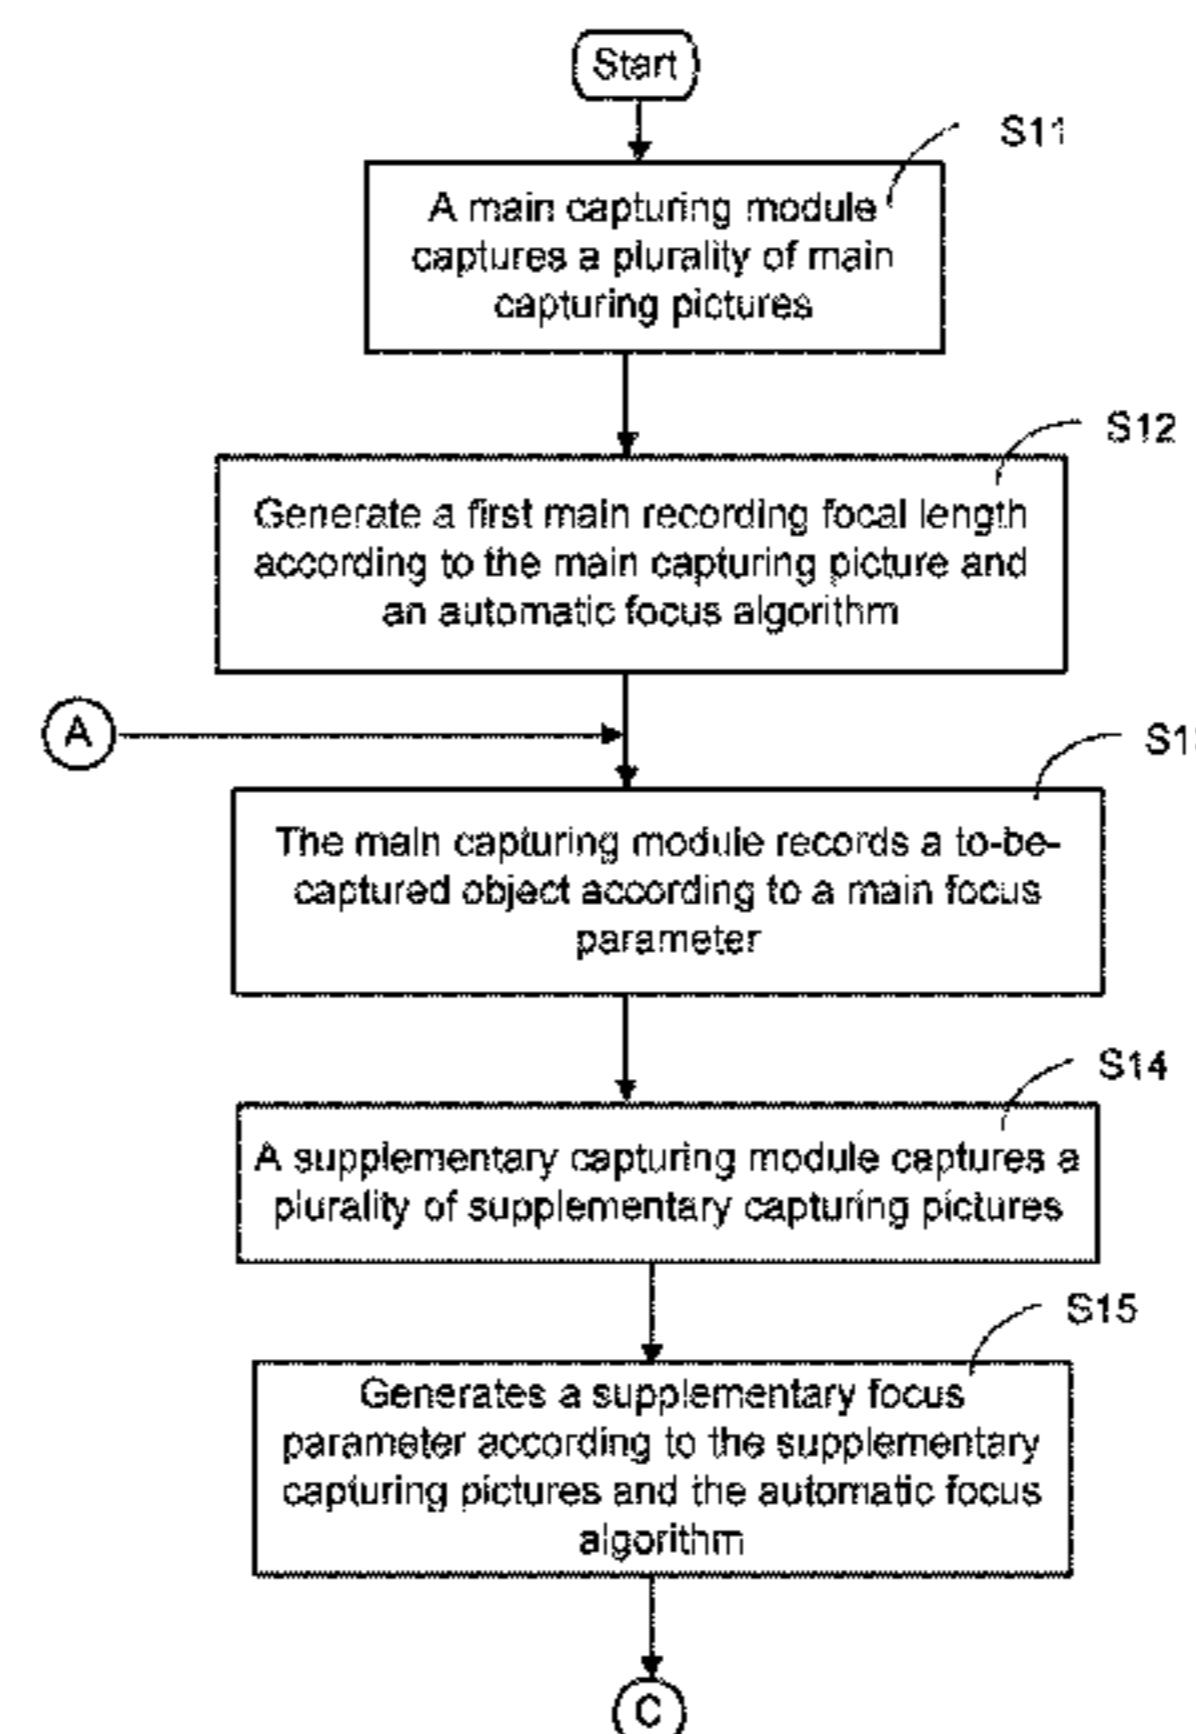 Start
S11
A main capturing module
captures a plurality of main
capturing pictures
S12
Generate a first main recording focal length
according to the main capturing picture and
an automatic focus algorithm
A
The main capturing module records a to-be-
captured object according to a main focus
parameter
S14
A supplementary capturing module captures a
plurality of supplementary capturing pictures
S15
Generates a supplementary focus
parameter according to the supplementary
capturing pictures and the automatic focus
algorithm
C